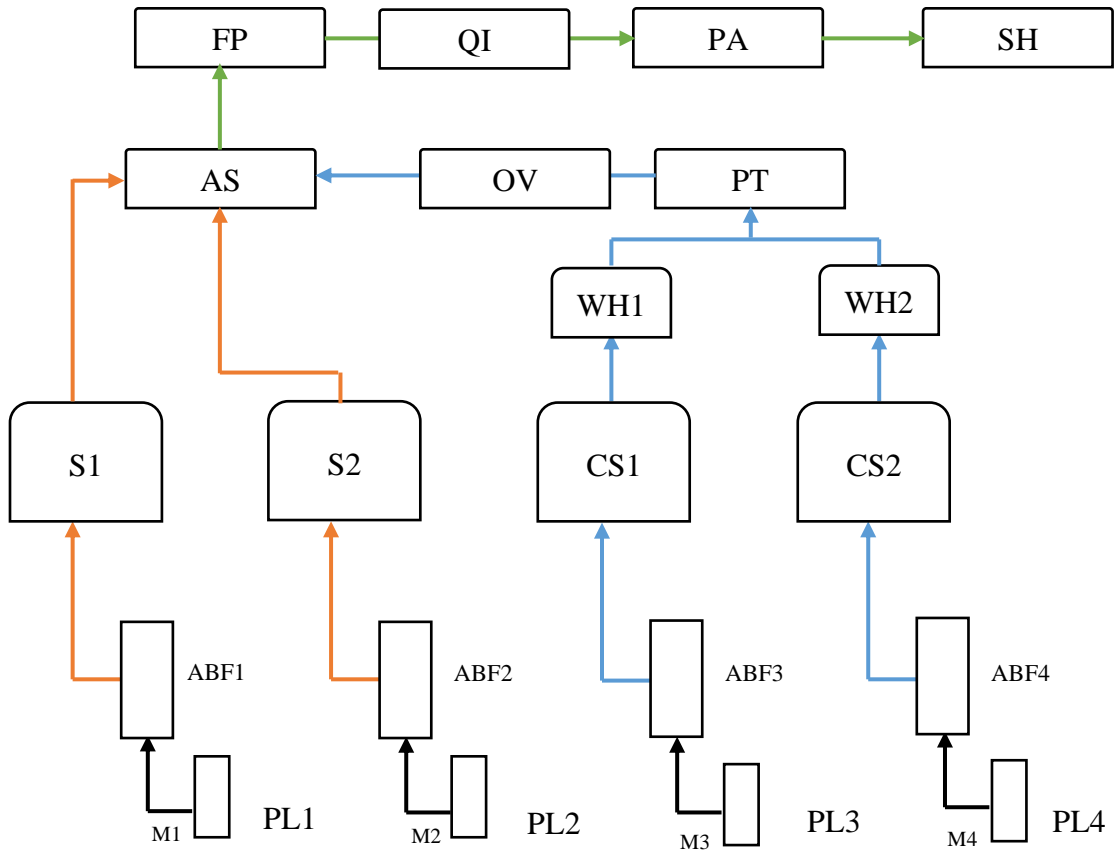 FP QI PA SH
AS OV PT
WH1 WH2
S1 S2 CS1 CS2
ABF1 ABF2 ABF3 ABF4
M1 PL1 M2 PL2 M3 PL3 M4 PL4